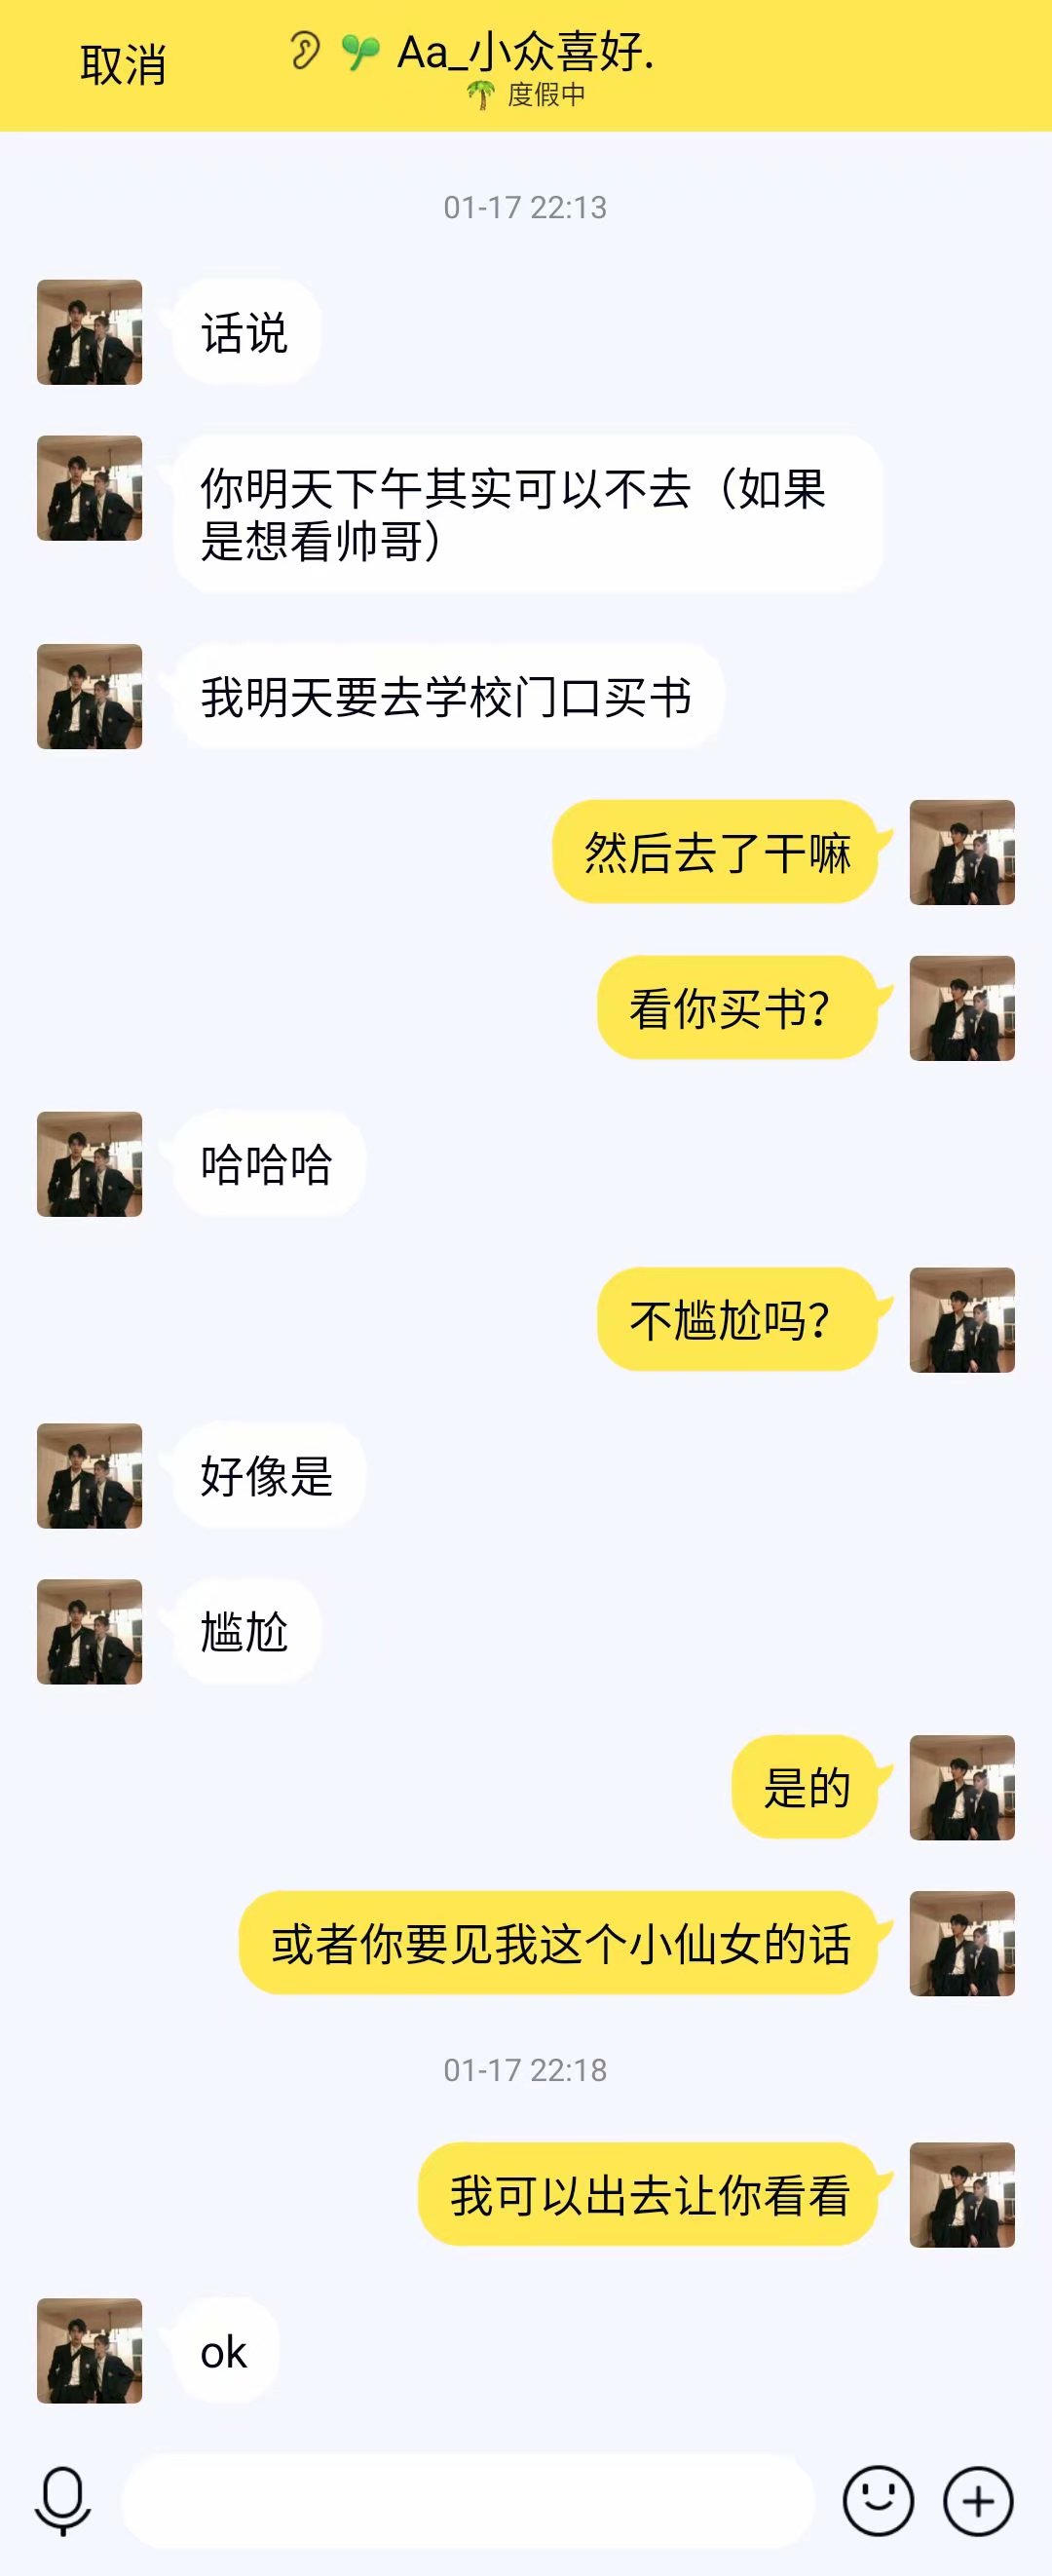 取消
Aa_小众喜好.
度假中
01-17 22:13
话说
你明天下午其实可以不去（如果
是想看帅哥）
我明天要去学校门口买书
然后去了干嘛
看你买书？
哈哈哈
不尴尬吗？
好像是
尴尬
是的
或者你要见我这个小仙女的话
01-17 22:18
我可以出去让你看看
ok